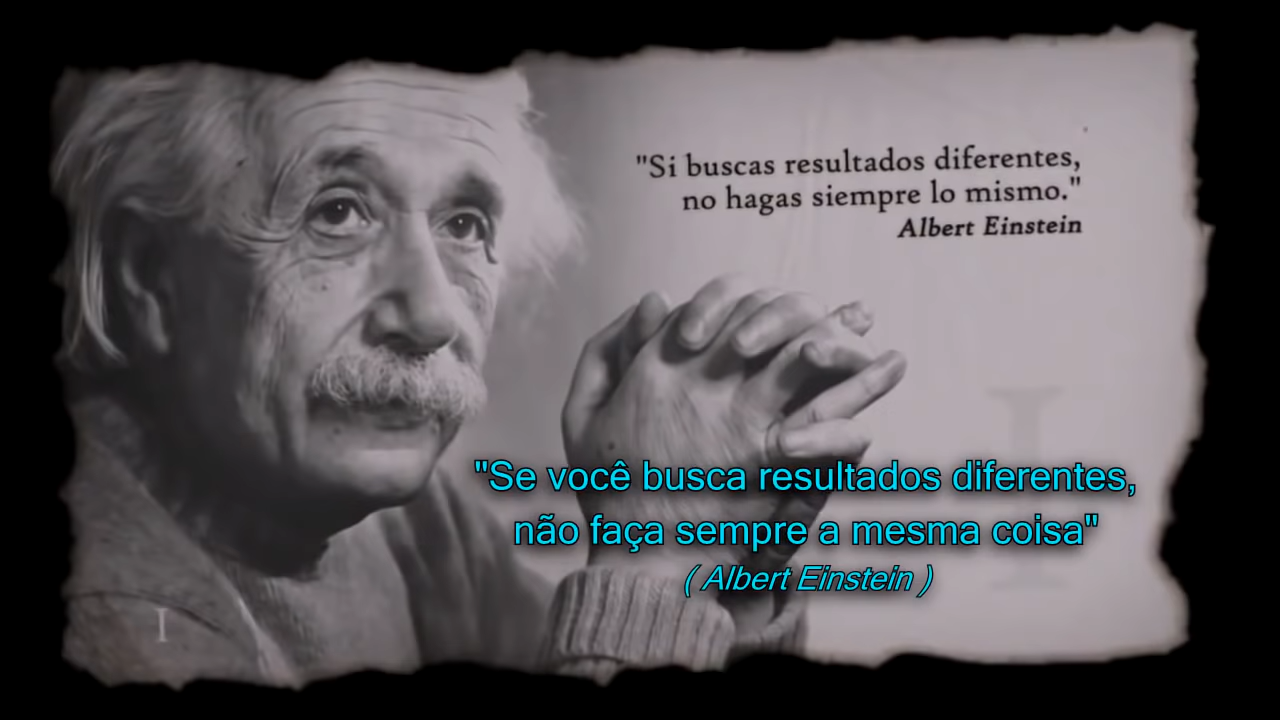 "Si buscas resultados diferentes,
no hagas siempre lo mismo."
Albert Einstein
"Se você busca resultados diferentes,
não faça sempre a mesma coisa"
( Albert Einstein )
I
I